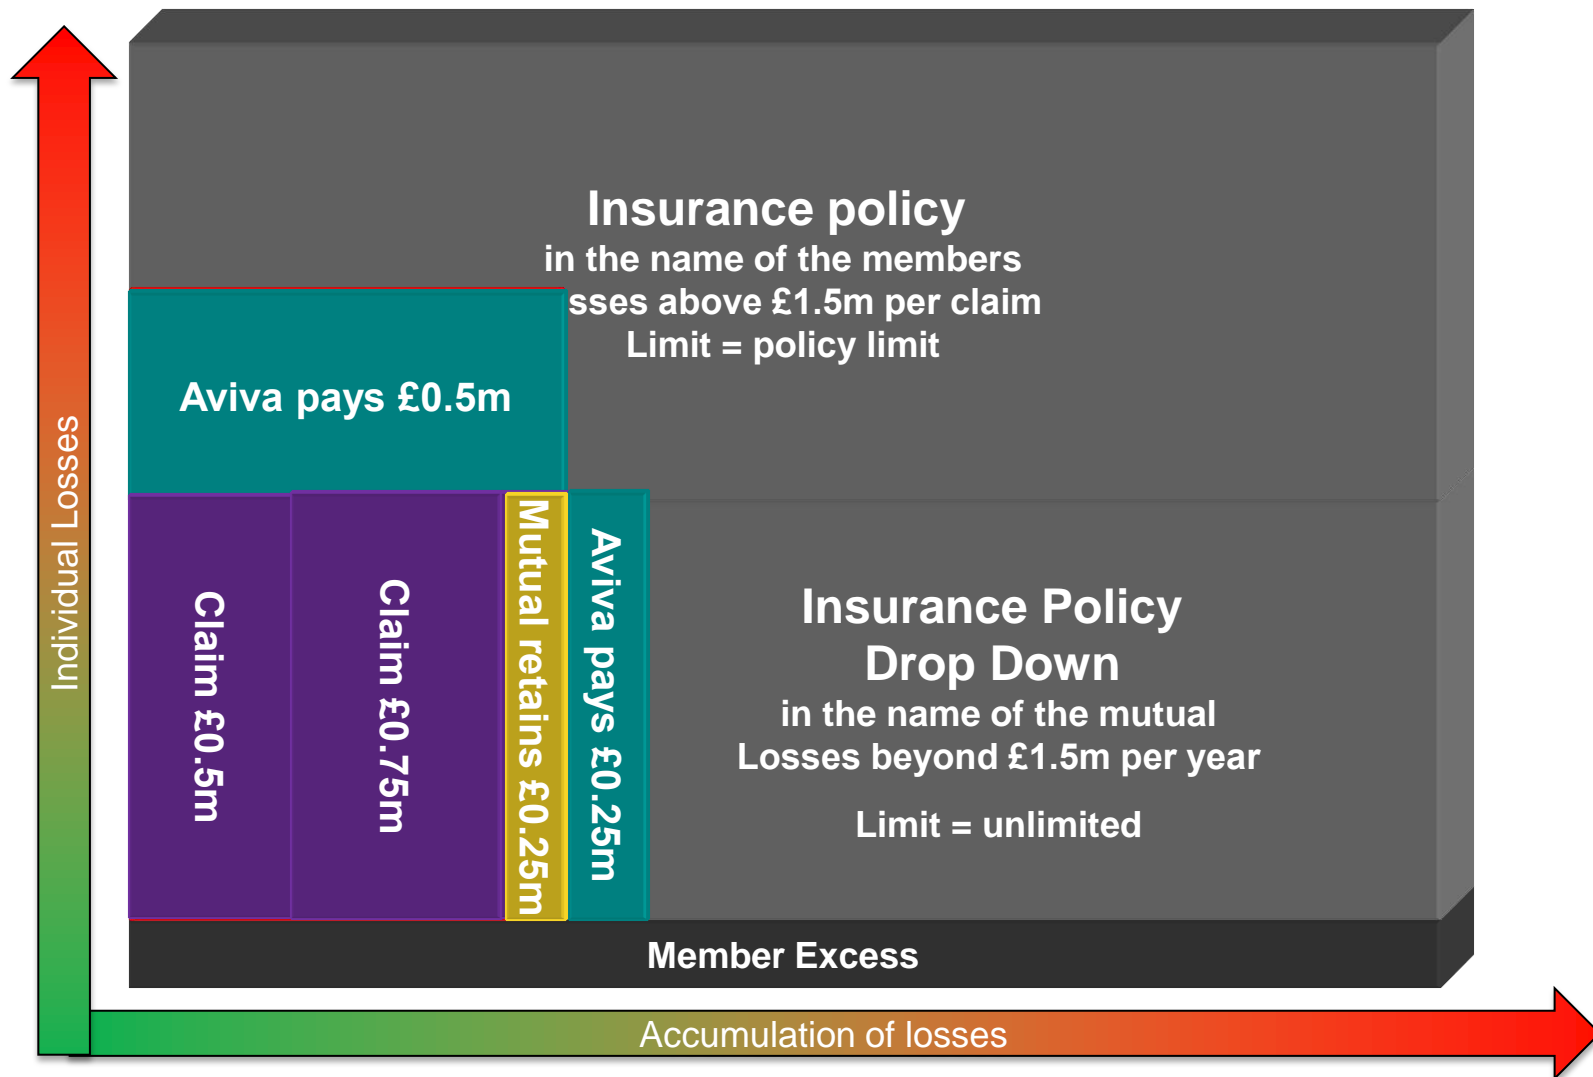 Insurance policy
in the name of the members
sses above £1.5m per claim
Limit = policy limit
Aviva pays £0.5m
Individual Losses
Claim £0.5m
Claim £0.75m
Mutual retains £0.25m
Aviva pays £0.25m
Insurance Policy
Drop Down
in the name of the mutual
Losses beyond £1.5m per year
Limit = unlimited
Member Excess
Accumulation of losses